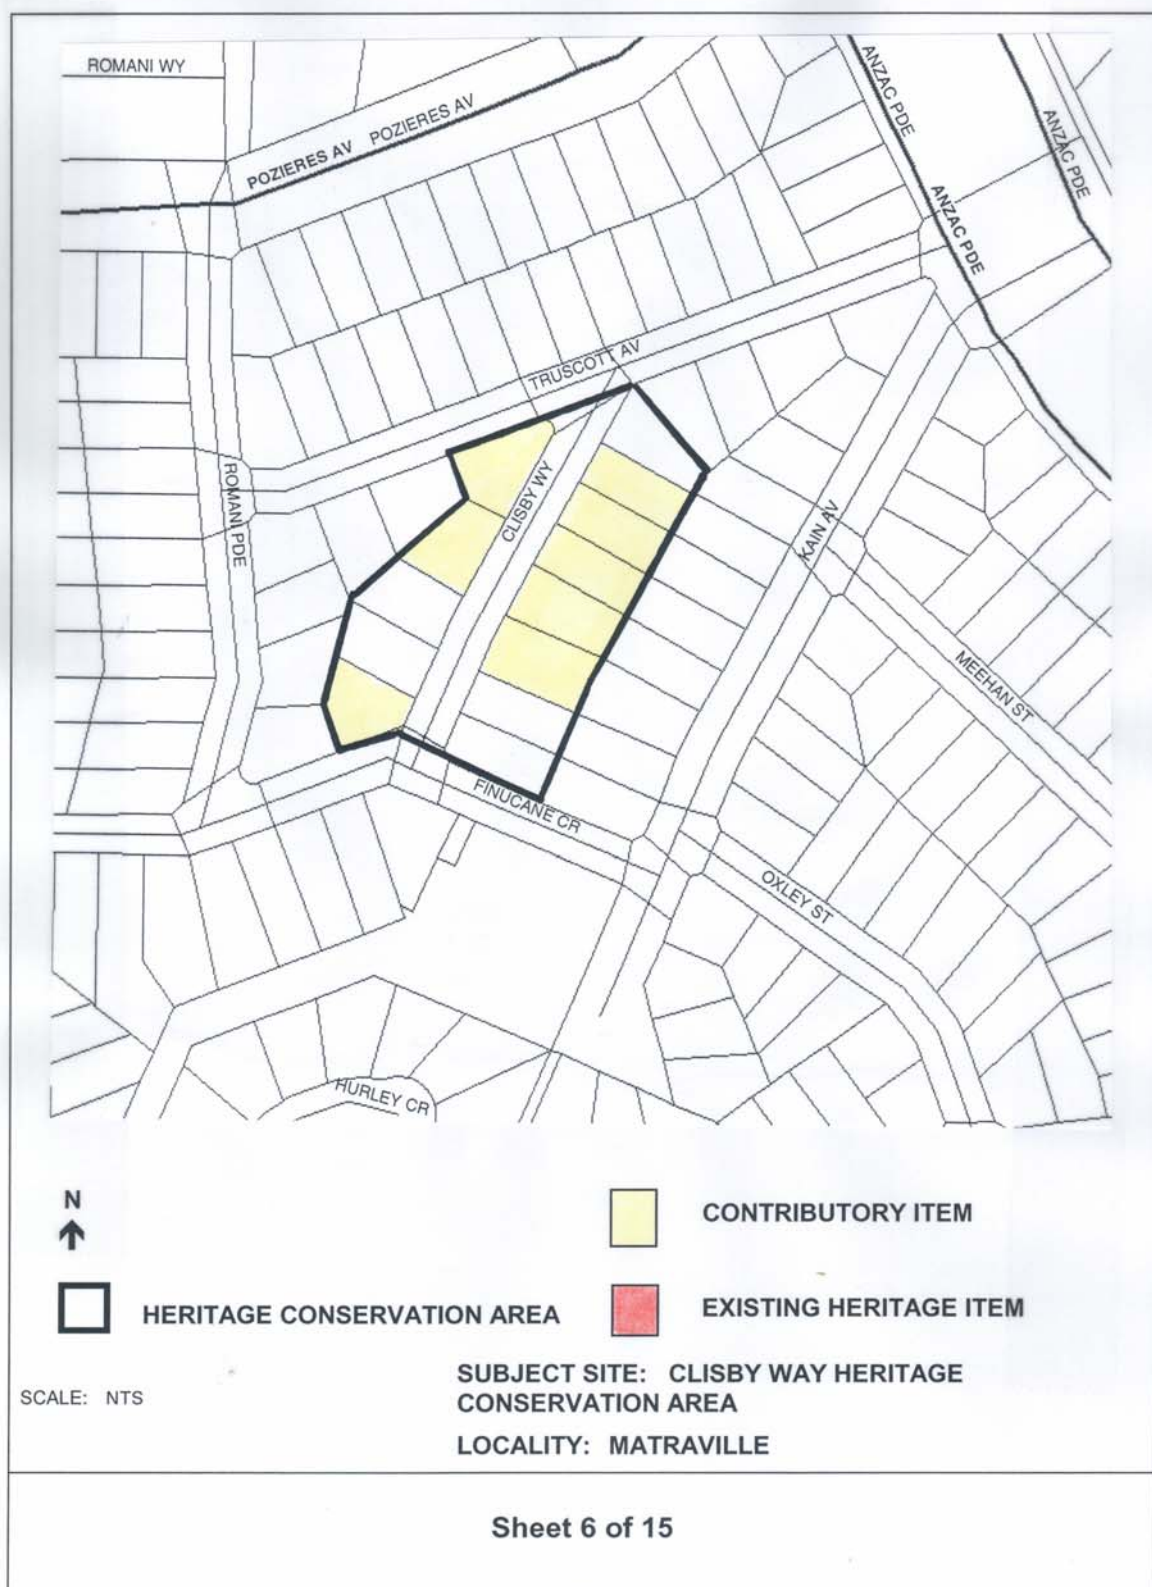 ROMANI WY
POZIERES AV
POZIERES AV
ANZAC PDE
ANZAC PDE
ANZAC PDE
TRUSCOTT AV
ROMANI PDE
CLISBY WY
KAIN AV
MEEHAN ST
FINUCANE CR
OXLEY ST
HURLEY CR
N
CONTRIBUTORY ITEM
HERITAGE CONSERVATION AREA
EXISTING HERITAGE ITEM
SCALE: NTS
SUBJECT SITE: CLISBY WAY HERITAGE
CONSERVATION AREA
LOCALITY: MATRAVILLE
Sheet 6 of 15